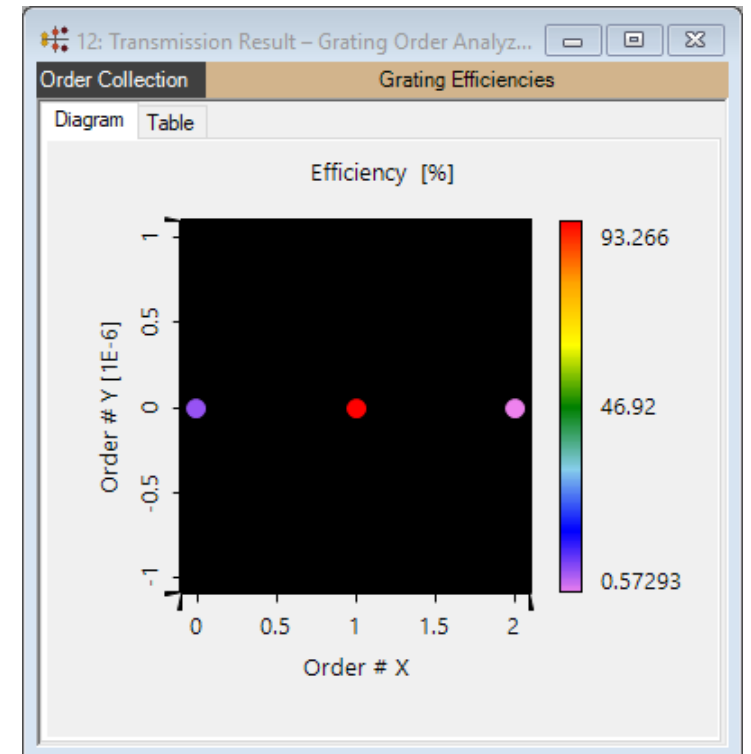 12: Transmission Result – Grating Order Analyz...
Order Collection Grating Efficiencies
Diagram Table
Efficiency [%]
Order # Y [1E-6]
1
0.5
0
-0.5
-1
93.266
46.92
0.57293
0 0.5 1 1.5 2
Order # X